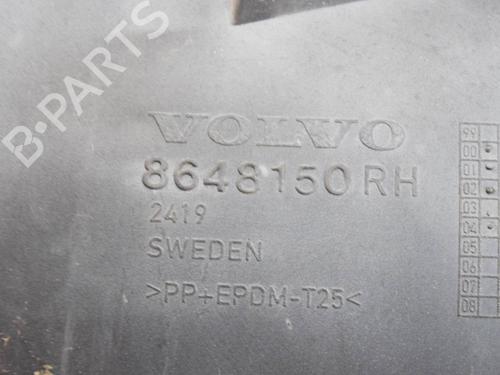 B-PARTS
VOLVO
8648150 RH
2419
SWEDEN
>PP+EPDM-T25<
99
00
01
02
03
04
05
06
07
08